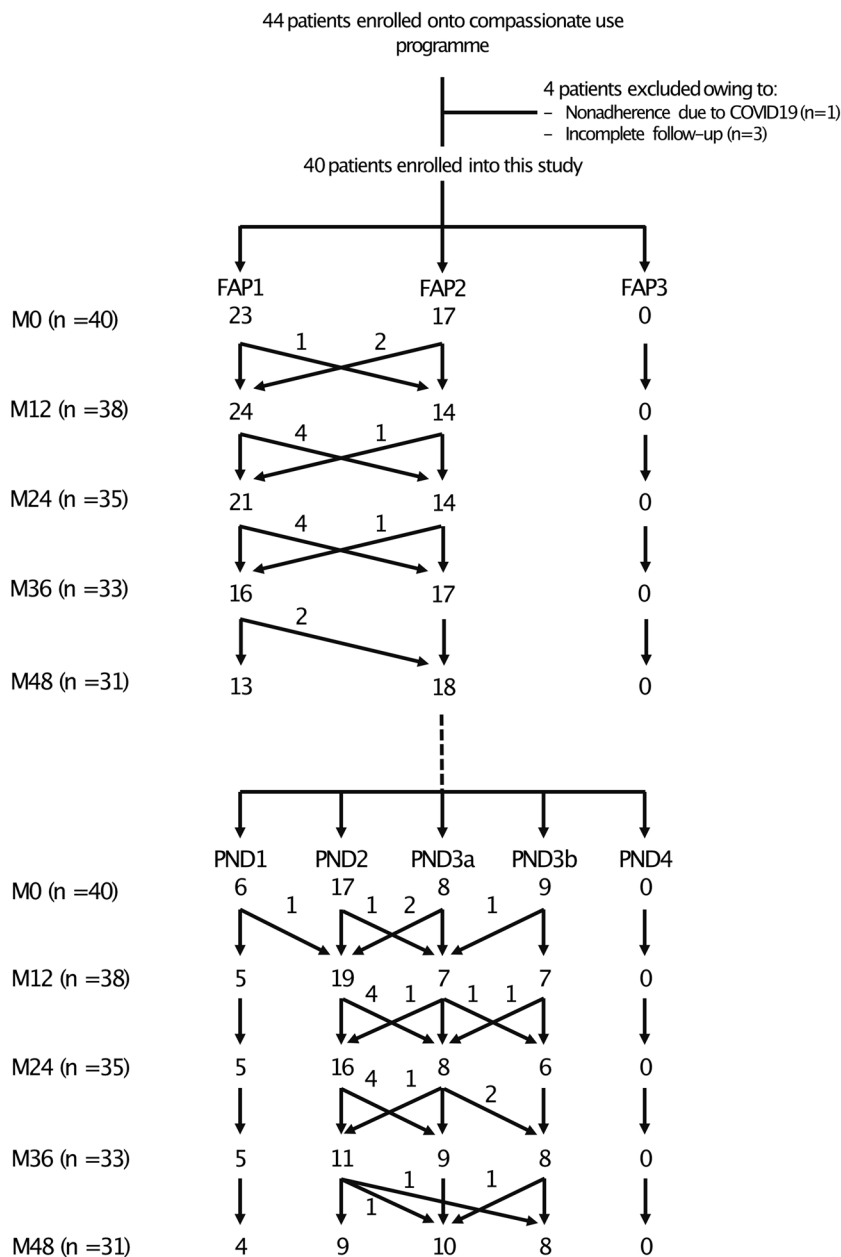 44 patients enrolled onto compassionate use
programme
4 patients excluded owing to:
– Nonadherence due to COVID19 (n=1)
– Incomplete follow-up (n=3)
40 patients enrolled into this study
FAP1 FAP2 FAP3
M0 (n =40) 23 17 0
1 2
M12 (n =38) 24 14 0
4 1
M24 (n =35) 21 14 0
4 1
M36 (n =33) 16 17 0
2
M48 (n =31) 13 18 0
PND1 PND2 PND3a PND3b PND4
M0 (n =40) 6 17 8 9 0
1 1 2 1
M12 (n =38) 5 19 7 7 0
4 1 1 1
M24 (n =35) 5 16 8 6 0
4 1 2
M36 (n =33) 5 11 9 8 0
1 1
1
M48 (n =31) 4 9 10 8 0